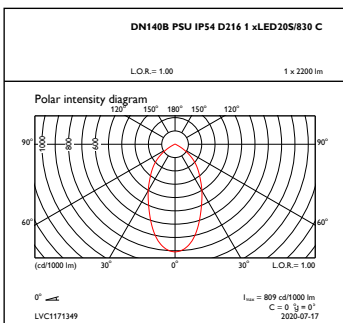 DN140B PSU IP54 D216 1 xLED20S/830 C
L.O.R.= 1.00 1 x 2200 lm
Polar intensity diagram
120° 150° 180° 150° 120°
90° 1000 800 600 90°
60° 60°
(cd/1000 lm) 30° 0° 30° L.O.R.= 1.00
0° Imax = 809 cd/1000 lm
C = 0
LVC1171349 2020-07-17